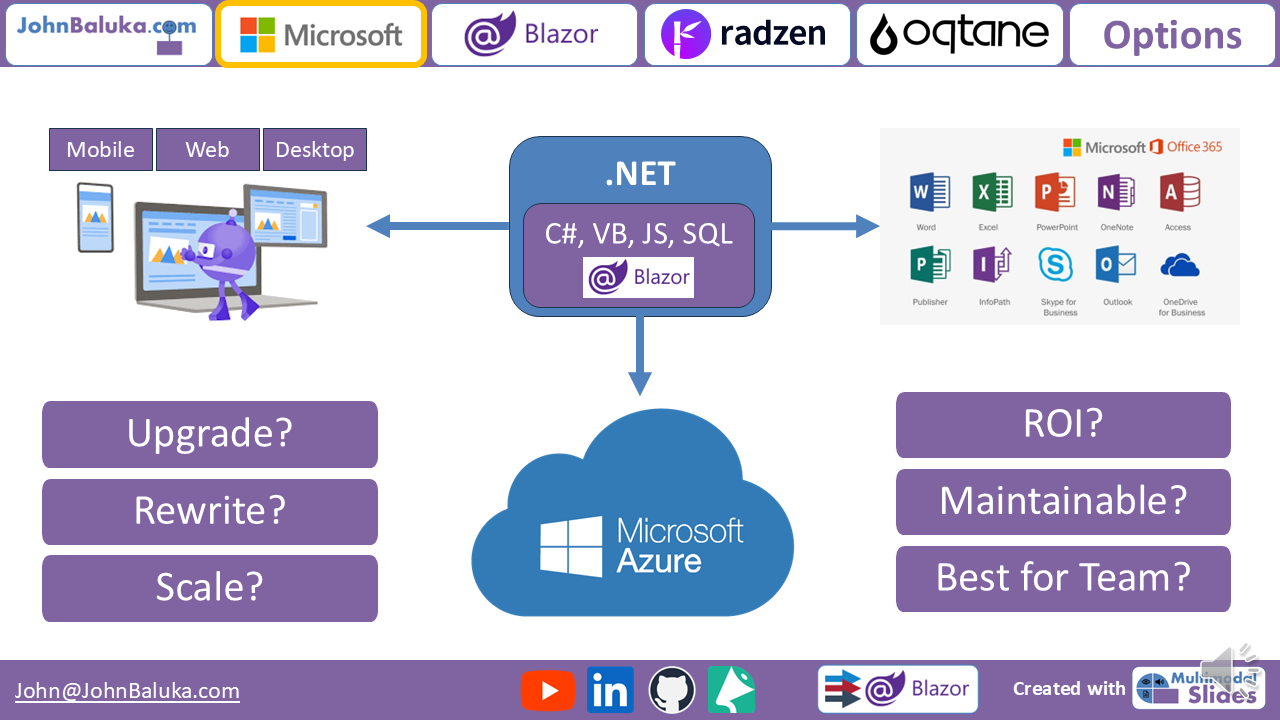 JohnBaluka.com
Microsoft
Blazor
radzen
oqtane
Options
Mobile
Web
Desktop
.NET
C#, VB, JS, SQL
Blazor
Microsoft Office 365
Word
Excel
PowerPoint
OneNote
Access
Publisher
InfoPath
Skype for
Business
Outlook
OneDrive
for Business
Upgrade?
Rewrite?
Scale?
Microsoft
Azure
ROI?
Maintainable?
Best for Team?
John@JohnBaluka.com
in
Blazor
Created with
Multimodal
Slides